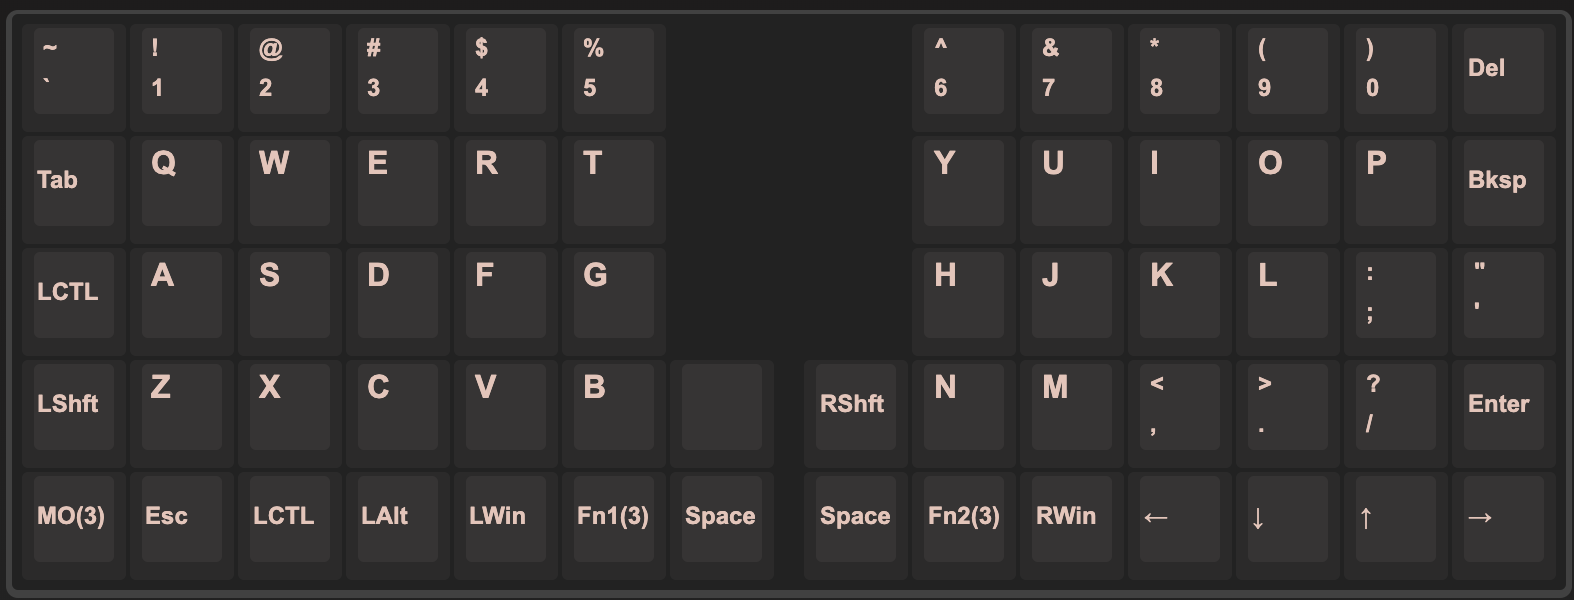 ~ ! @ # $ % ^ & * ( ) Del
` 1 2 3 4 5 6 7 8 9 0
Tab Q W E R T Y U I O P Bksp
LCTL A S D F G H J K L : "
; '
LShft Z X C V B RShft N M < > ? Enter
, . /
MO(3) Esc LCTL LAlt LWin Fn1(3) Space Space Fn2(3) RWin ← ↓ ↑ →